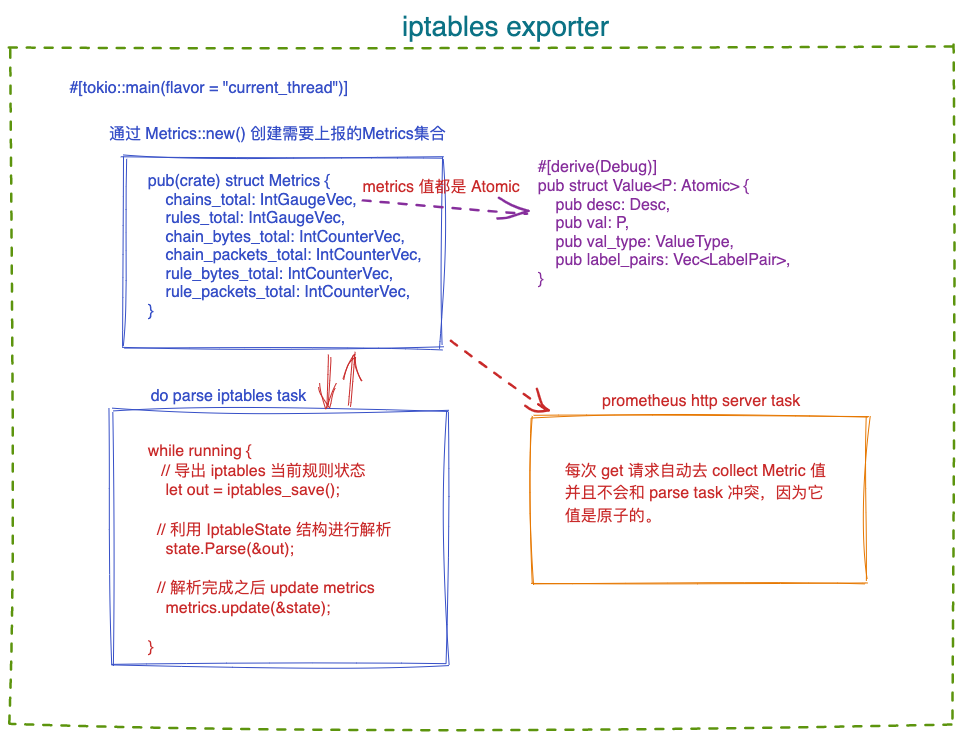 iptables exporter
#[tokio::main(flavor = "current_thread")]
通过 Metrics::new() 创建需要上报的Metrics集合
pub(crate) struct Metrics {
chains_total: IntGaugeVec,
rules_total: IntGaugeVec,
chain_bytes_total: IntCounterVec,
chain_packets_total: IntCounterVec,
rule_bytes_total: IntCounterVec,
rule_packets_total: IntCounterVec,
}
metrics 值都是 Atomic
#[derive(Debug)]
pub struct Value<P: Atomic> {
pub desc: Desc,
pub val: P,
pub val_type: ValueType,
pub label_pairs: Vec<LabelPair>,
}
do parse iptables task
while running {
// 导出 iptables 当前规则状态
let out = iptables_save();
// 利用 IptableState 结构进行解析
state.Parse(&out);
// 解析完成之后 update metrics
metrics.update(&state);
}
prometheus http server task
每次 get 请求自动去 collect Metric 值
并且不会和 parse task 冲突，因为它
值是原子的。